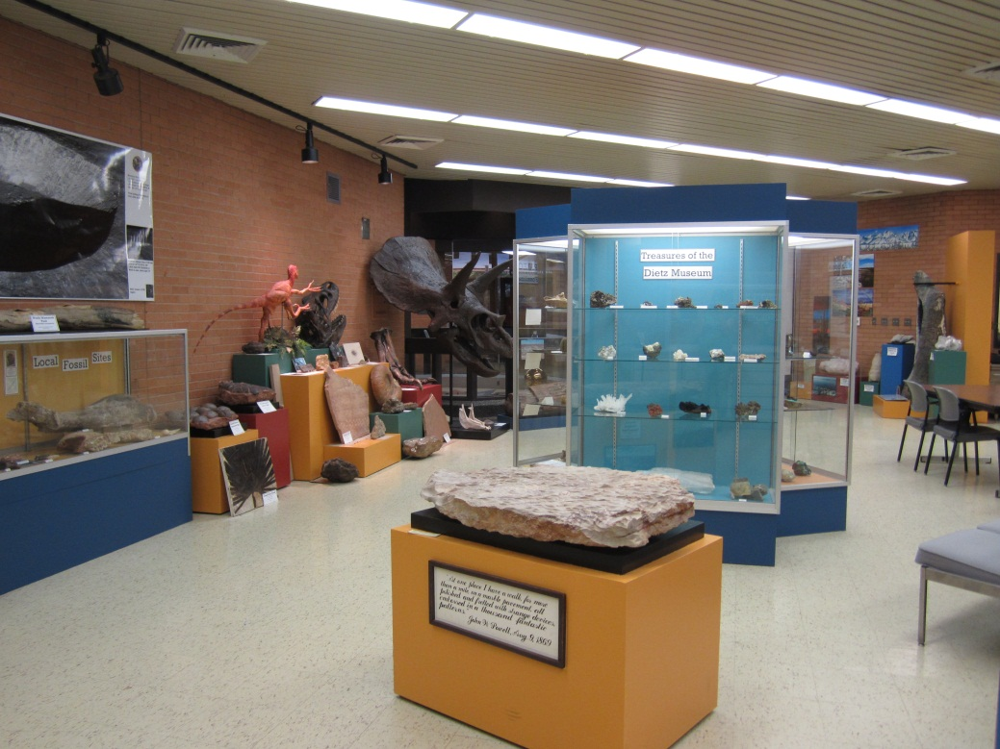 Local Fossil Sites
Treasures of the
Dietz Museum
At one place I have a walk, for more
than a mile, on a marble pavement, all
polished and fretted with strange devices,
embossed in a thousand fantastic
patterns.
John W. Powell, Aug. 9, 1869